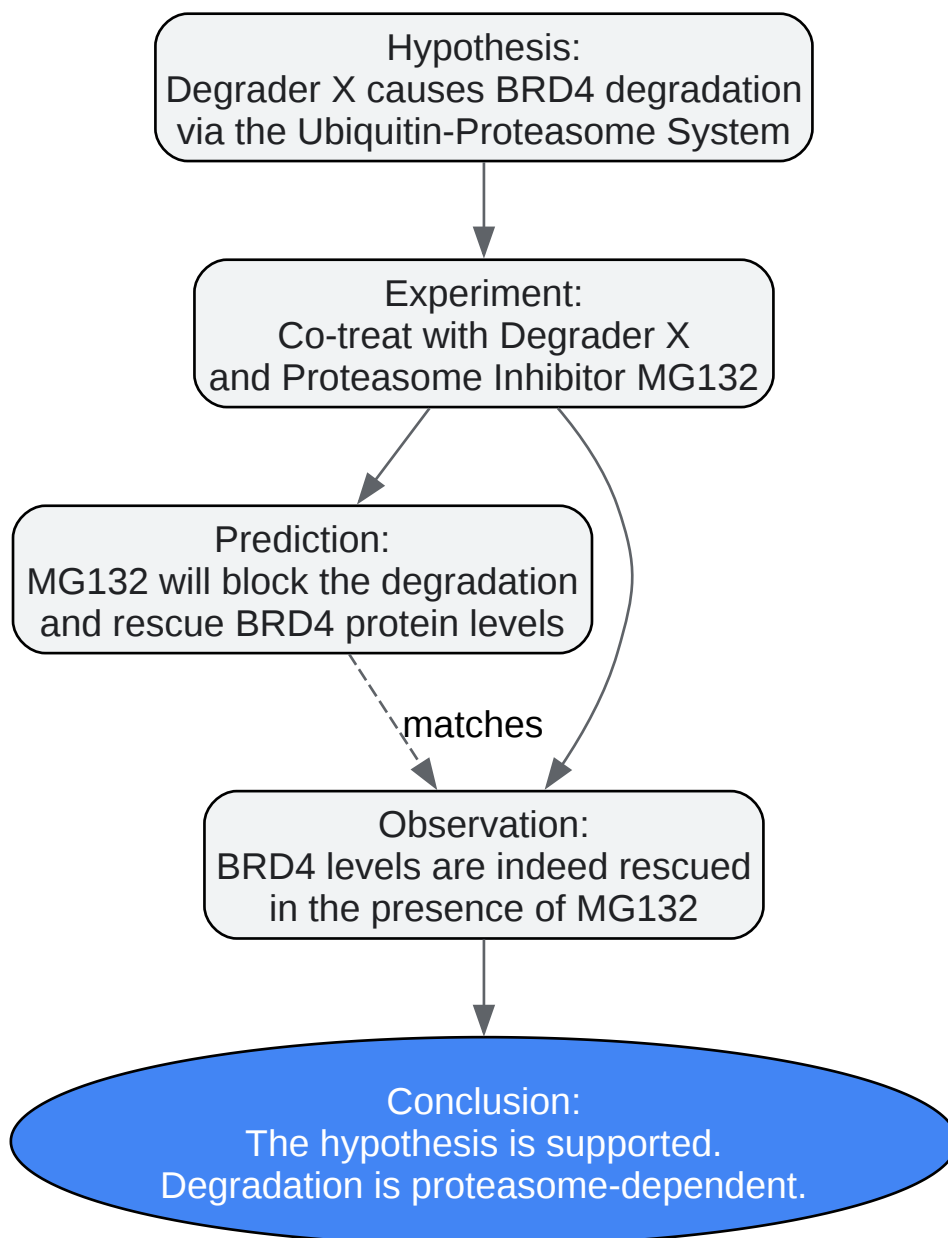 Hypothesis:
Degrader X causes BRD4 degradation
via the Ubiquitin-Proteasome System
Experiment:
Co-treat with Degrader X
and Proteasome Inhibitor MG132
Prediction:
MG132 will block the degradation
and rescue BRD4 protein levels
matches
Observation:
BRD4 levels are indeed rescued
in the presence of MG132
Conclusion:
The hypothesis is supported.
Degradation is proteasome-dependent.